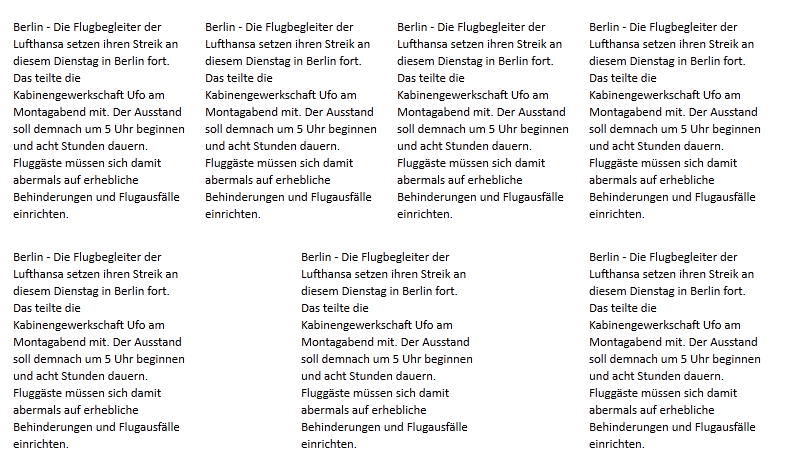 Berlin - Die Flugbegleiter der
Lufthansa setzen ihren Streik an
diesem Dienstag in Berlin fort.
Das teilte die
Kabinengewerkschaft Ufo am
Montagabend mit. Der Ausstand
soll demnach um 5 Uhr beginnen
und acht Stunden dauern.
Fluggäste müssen sich damit
abermals auf erhebliche
Behinderungen und Flugausfälle
einrichten.
Berlin - Die Flugbegleiter der
Lufthansa setzen ihren Streik an
diesem Dienstag in Berlin fort.
Das teilte die
Kabinengewerkschaft Ufo am
Montagabend mit. Der Ausstand
soll demnach um 5 Uhr beginnen
und acht Stunden dauern.
Fluggäste müssen sich damit
abermals auf erhebliche
Behinderungen und Flugausfälle
einrichten.
Berlin - Die Flugbegleiter der
Lufthansa setzen ihren Streik an
diesem Dienstag in Berlin fort.
Das teilte die
Kabinengewerkschaft Ufo am
Montagabend mit. Der Ausstand
soll demnach um 5 Uhr beginnen
und acht Stunden dauern.
Fluggäste müssen sich damit
abermals auf erhebliche
Behinderungen und Flugausfälle
einrichten.
Berlin - Die Flugbegleiter der
Lufthansa setzen ihren Streik an
diesem Dienstag in Berlin fort.
Das teilte die
Kabinengewerkschaft Ufo am
Montagabend mit. Der Ausstand
soll demnach um 5 Uhr beginnen
und acht Stunden dauern.
Fluggäste müssen sich damit
abermals auf erhebliche
Behinderungen und Flugausfälle
einrichten.
Berlin - Die Flugbegleiter der
Lufthansa setzen ihren Streik an
diesem Dienstag in Berlin fort.
Das teilte die
Kabinengewerkschaft Ufo am
Montagabend mit. Der Ausstand
soll demnach um 5 Uhr beginnen
und acht Stunden dauern.
Fluggäste müssen sich damit
abermals auf erhebliche
Behinderungen und Flugausfälle
einrichten.
Berlin - Die Flugbegleiter der
Lufthansa setzen ihren Streik an
diesem Dienstag in Berlin fort.
Das teilte die
Kabinengewerkschaft Ufo am
Montagabend mit. Der Ausstand
soll demnach um 5 Uhr beginnen
und acht Stunden dauern.
Fluggäste müssen sich damit
abermals auf erhebliche
Behinderungen und Flugausfälle
einrichten.
Berlin - Die Flugbegleiter der
Lufthansa setzen ihren Streik an
diesem Dienstag in Berlin fort.
Das teilte die
Kabinengewerkschaft Ufo am
Montagabend mit. Der Ausstand
soll demnach um 5 Uhr beginnen
und acht Stunden dauern.
Fluggäste müssen sich damit
abermals auf erhebliche
Behinderungen und Flugausfälle
einrichten.